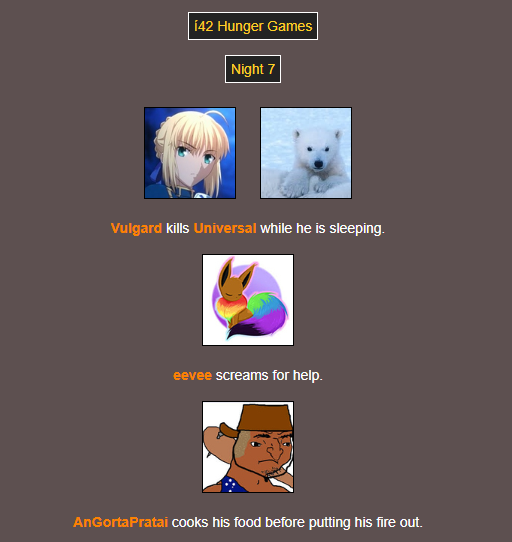 í42 Hunger Games
Night 7
Vulgard kills Universal while he is sleeping.
eevee screams for help.
AnGortaPratai cooks his food before putting his fire out.